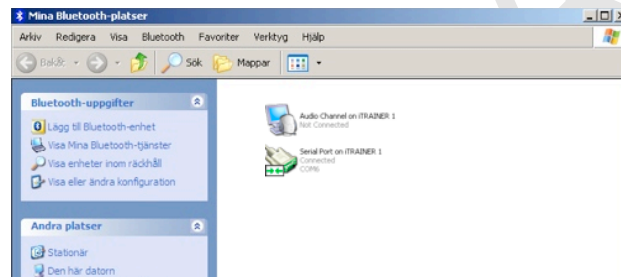 Mina Bluetooth-platser
Arkiv Redigera Visa Bluetooth Favoriter Verktyg Hjälp
Bakåt Sök Mappar
Bluetooth-uppgifter
Lägg till Bluetooth-enhet
Visa Mina Bluetooth-tjänster
Visa enheter inom räckhåll
Visa eller ändra konfiguration
Andra platser
Stationär
Den här datorn
Audio Channel on iTRAINER 1
Not Connected
Serial Port on iTRAINER 1
Connected
COM6